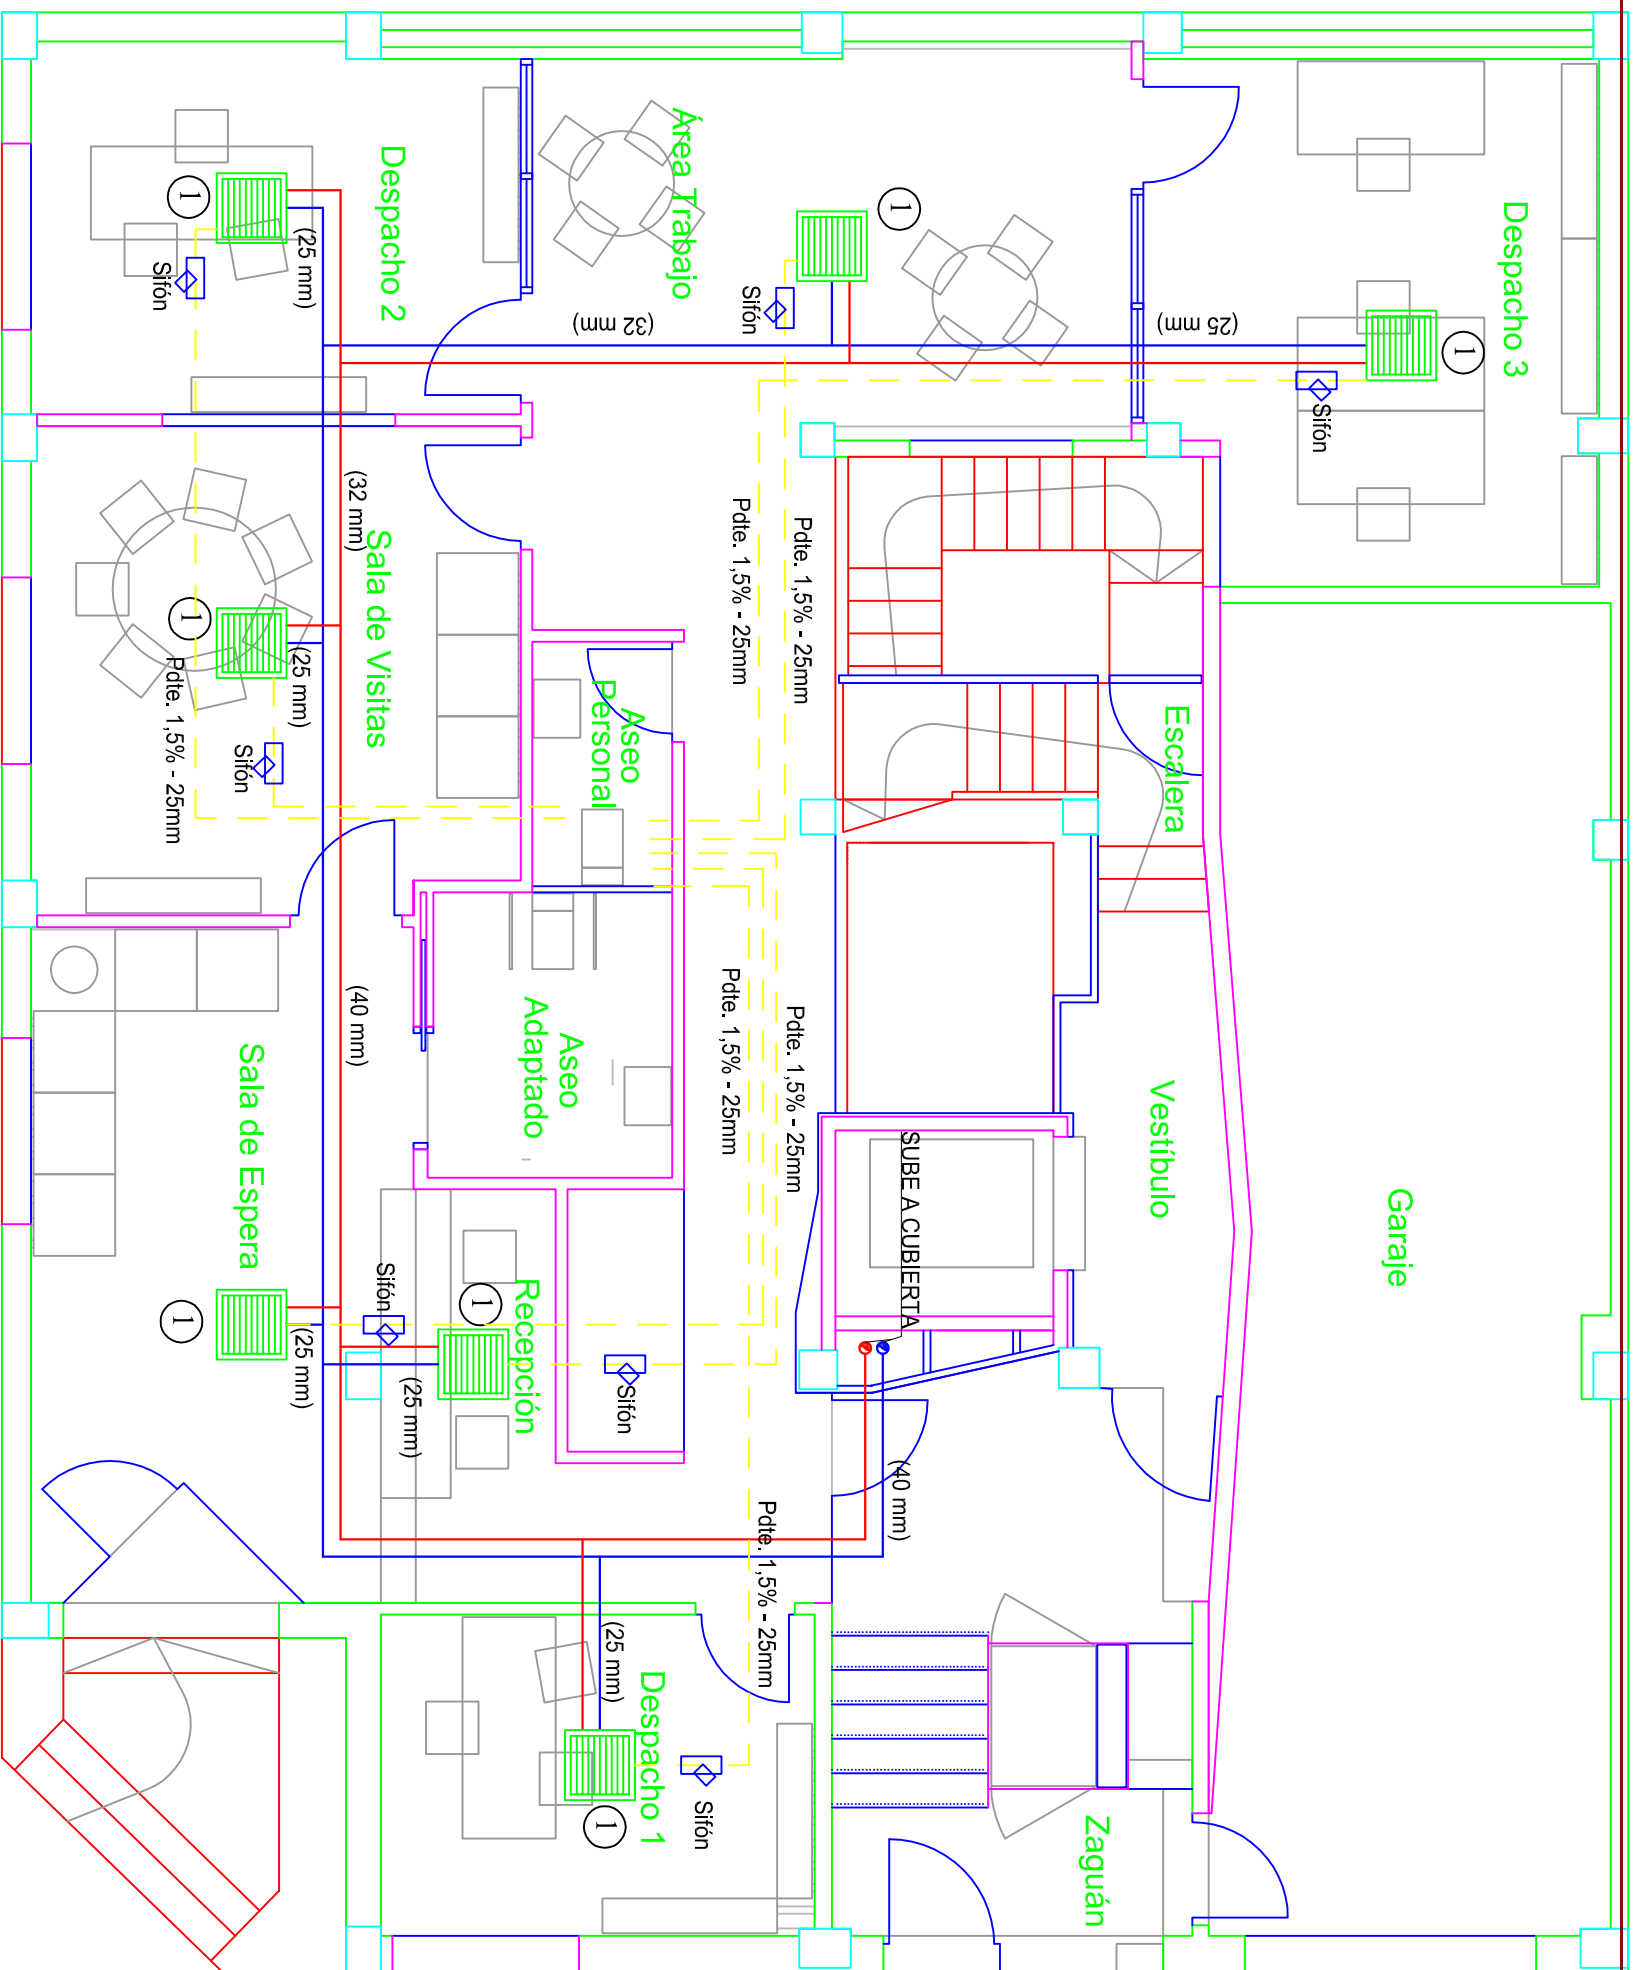 Despacho 3
1
Sifón
(25 mm)
Área Trabajo
1
Sifón
(32 mm)
Despacho 2
1
(25 mm)
Sifón
Pdte. 1,5% - 25mm
Pdte. 1,5% - 25mm
(32 mm)
Sala de Visitas
1
(25 mm)
Sifón
Pdte. 1,5% - 25mm
Aseo
Personal
Escalera
Aseo
Adaptado
(40 mm)
Pdte. 1,5% - 25mm
Pdte. 1,5% - 25mm
Vestíbulo
Garaje
SUBE A CUBIERTA
Sala de Espera
1
(25 mm)
Sifón
Recepción
1
(25 mm)
Sifón
(40 mm)
Pdte. 1,5% - 25mm
(25 mm)
Despacho 1
1
Sifón
Zaguán